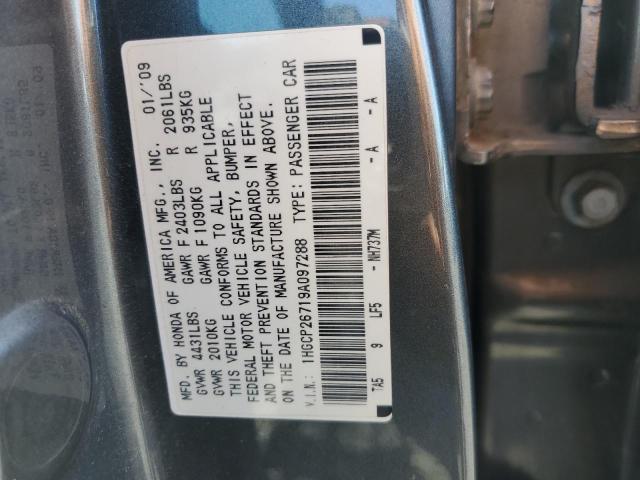 MFD. BY HONDA OF AMERICA MFG., INC. 01/'09
GVWR 4431LBS GAWR F 2403LBS R 2061LBS
GVWR 2010KG GAWR F 1090KG R 935KG
THIS VEHICLE CONFORMS TO ALL APPLICABLE
FEDERAL MOTOR VEHICLE SAFETY, BUMPER,
AND THEFT PREVENTION STANDARDS IN EFFECT
ON THE DATE OF MANUFACTURE SHOWN ABOVE.
V.I.N.: 1HGCP26719A097288 TYPE: PASSENGER CAR
TA5 9 LF5 - NH737M - A - A